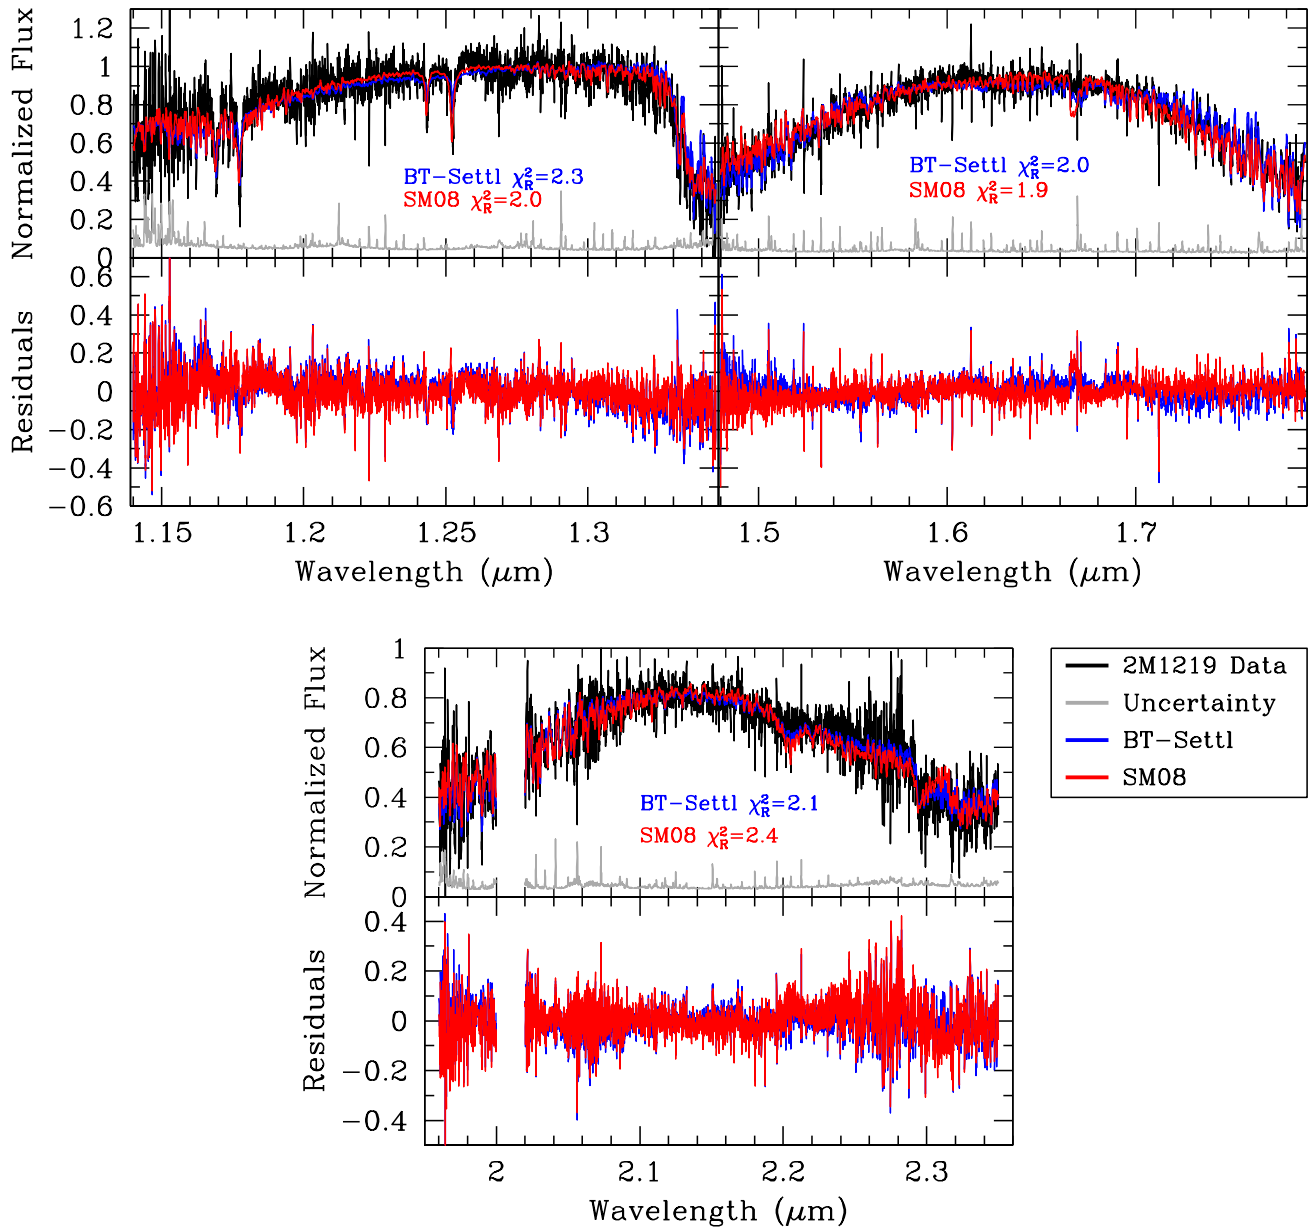 Normalized Flux
1.2
1
0.8
0.6
0.4
0.2
0
BT-Settl χ²R=2.3
SM08 χ²R=2.0
BT-Settl χ²R=2.0
SM08 χ²R=1.9
Residuals
0.6
0.4
0.2
0
−0.2
−0.4
−0.6
1.15 1.2 1.25 1.3
1.5 1.6 1.7
Wavelength (μm)
Wavelength (μm)
Normalized Flux
1
0.8
0.6
0.4
0.2
0
BT-Settl χ²R=2.1
SM08 χ²R=2.4
2M1219 Data
Uncertainty
BT-Settl
SM08
Residuals
0.4
0.2
0
−0.2
−0.4
2 2.1 2.2 2.3
Wavelength (μm)